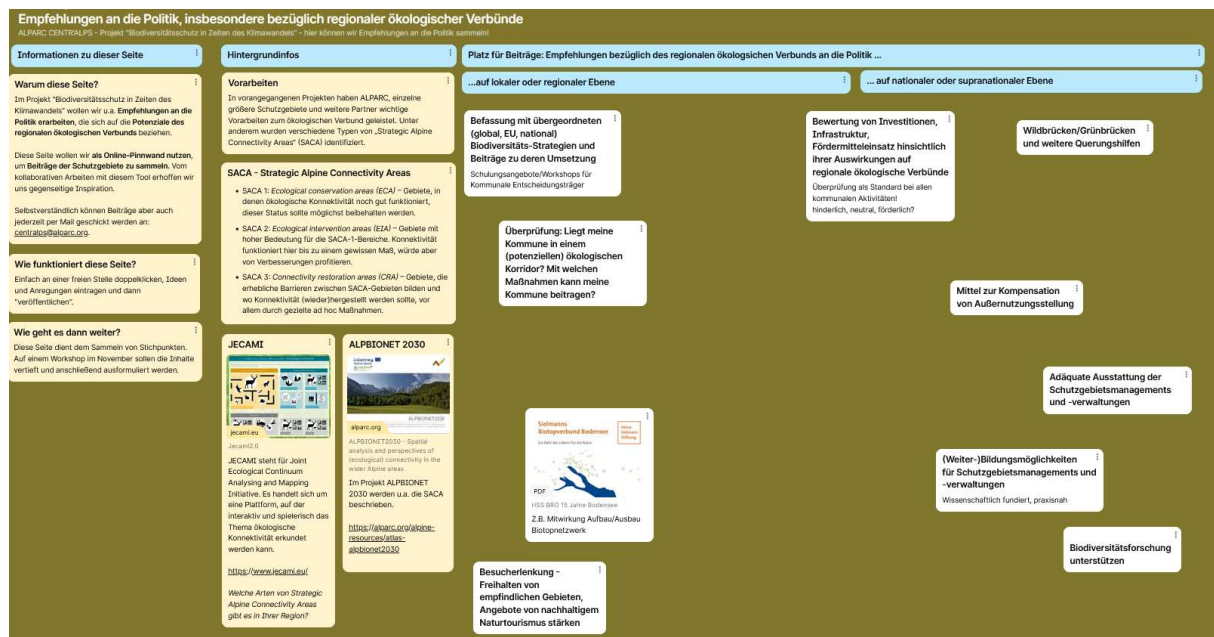 Empfehlungen an die Politik, insbesondere bezüglich regionaler ökologischer Verbünde
ALPARC CENTR'ALPS - Projekt "Biodiversitätsschutz in Zeiten des Klimawandels" - hier können wir Empfehlungen an die Politik sammeln!
Informationen zu dieser Seite
Warum diese Seite?
Im Projekt "Biodiversitätsschutz in Zeiten des
Klimawandels" wollen wir u.a. Empfehlungen an die
Politik erarbeiten, die sich auf die Potenziale des
regionalen ökologischen Verbunds beziehen.
Diese Seite wollen wir als Online-Pinnwand nutzen,
um Beiträge der Schutzgebiete zu sammeln. Vom
kollaborativen Arbeiten mit diesem Tool erhoffen wir
uns gegenseitige Inspiration.
Selbstverständlich können Beiträge aber auch
jederzeit per Mail geschickt werden an:
centralps@alparc.org.
Wie funktioniert diese Seite?
Einfach an einer freien Stelle doppelklicken, Ideen
und Anregungen eintragen und dann
"veröffentlichen".
Wie geht es dann weiter?
Diese Seite dient dem Sammeln von Stichpunkten.
Auf einem Workshop im November sollen die Inhalte
vertieft und anschließend ausformuliert werden.
Hintergrundinfos
Vorarbeiten
In vorangegangenen Projekten haben ALPARC, einzelne
größere Schutzgebiete und weitere Partner wichtige
Vorarbeiten zum ökologischen Verbund geleistet. Unter
anderem wurden verschiedene Typen von „Strategic Alpine
Connectivity Areas" (SACA) identifiziert.
SACA - Strategic Alpine Connectivity Areas
• SACA 1: Ecological conservation areas (ECA) – Gebiete, in
denen ökologische Konnektivität noch gut funktioniert,
dieser Status sollte möglichst beibehalten werden.
• SACA 2: Ecological intervention areas (EIA) – Gebiete mit
hoher Bedeutung für die SACA-1-Bereiche. Konnektivität
funktioniert hier bis zu einem gewissen Maß, würde aber
von Verbesserungen profitieren.
• SACA 3: Connectivity restoration areas (CRA) – Gebiete, die
erhebliche Barrieren zwischen SACA-Gebieten bilden und
wo Konnektivität (wieder)hergestellt werden sollte, vor
allem durch gezielte ad hoc Maßnahmen.
JECAMI
jecami.eu
Jecami2.0
JECAMI steht für Joint
Ecological Continuum
Analysing and Mapping
Initiative. Es handelt sich um
eine Plattform, auf der
interaktiv und spielerisch das
Thema ökologische
Konnektivität erkundet
werden kann.
https://www.jecami.eu/
Welche Arten von Strategic
Alpine Connectivity Areas
gibt es in Ihrer Region?
ALPBIONET 2030
Interreg
ALPBIONET2030
alparc.org
ALPBIONET2030 - Spatial
analysis and perspectives of
(ecological) connectivity in the
wider Alpine areas
Im Projekt ALPBIONET
2030 werden u.a. die SACA
beschrieben.
https://alparc.org/alpine-
resources/atlas-
alpbionet2030
Platz für Beiträge: Empfehlungen bezüglich des regionalen ökologsichen Verbunds an die Politik ...
...auf lokaler oder regionaler Ebene
Befassung mit übergeordneten
(global, EU, national)
Biodiversitäts-Strategien und
Beiträge zu deren Umsetzung
Schulungsangebote/Workshops für
Kommunale Entscheidungsträger
Überprüfung: Liegt meine
Kommune in einem
(potenziellen) ökologischen
Korridor? Mit welchen
Maßnahmen kann meine
Kommune beitragen?
Sielmanns
Biotopverbund Bodensee
Heinz
Sielmann
Stiftung
PDF
HSS BRO 15 Jahre Bodensee
Z.B. Mitwirkung Aufbau/Ausbau
Biotopnetzwerk
Besucherlenkung -
Freihalten von
empfindlichen Gebieten,
Angebote von nachhaltigem
Naturtourismus stärken
Bewertung von Investitionen,
Infrastruktur,
Fördermitteleinsatz hinsichtlich
ihrer Auswirkungen auf
regionale ökologische Verbünde
Überprüfung als Standard bei allen
kommunalen Aktivitäten!
hinderlich, neutral, förderlich?
... auf nationaler oder supranationaler Ebene
Wildbrücken/Grünbrücken
und weitere Querungshilfen
Mittel zur Kompensation
von Außernutzungsstellung
Adäquate Ausstattung der
Schutzgebietsmanagements
und -verwaltungen
(Weiter-)Bildungsmöglichkeiten
für Schutzgebietsmanagements und
-verwaltungen
Wissenschaftlich fundiert, praxisnah
Biodiversitätsforschung
unterstützen